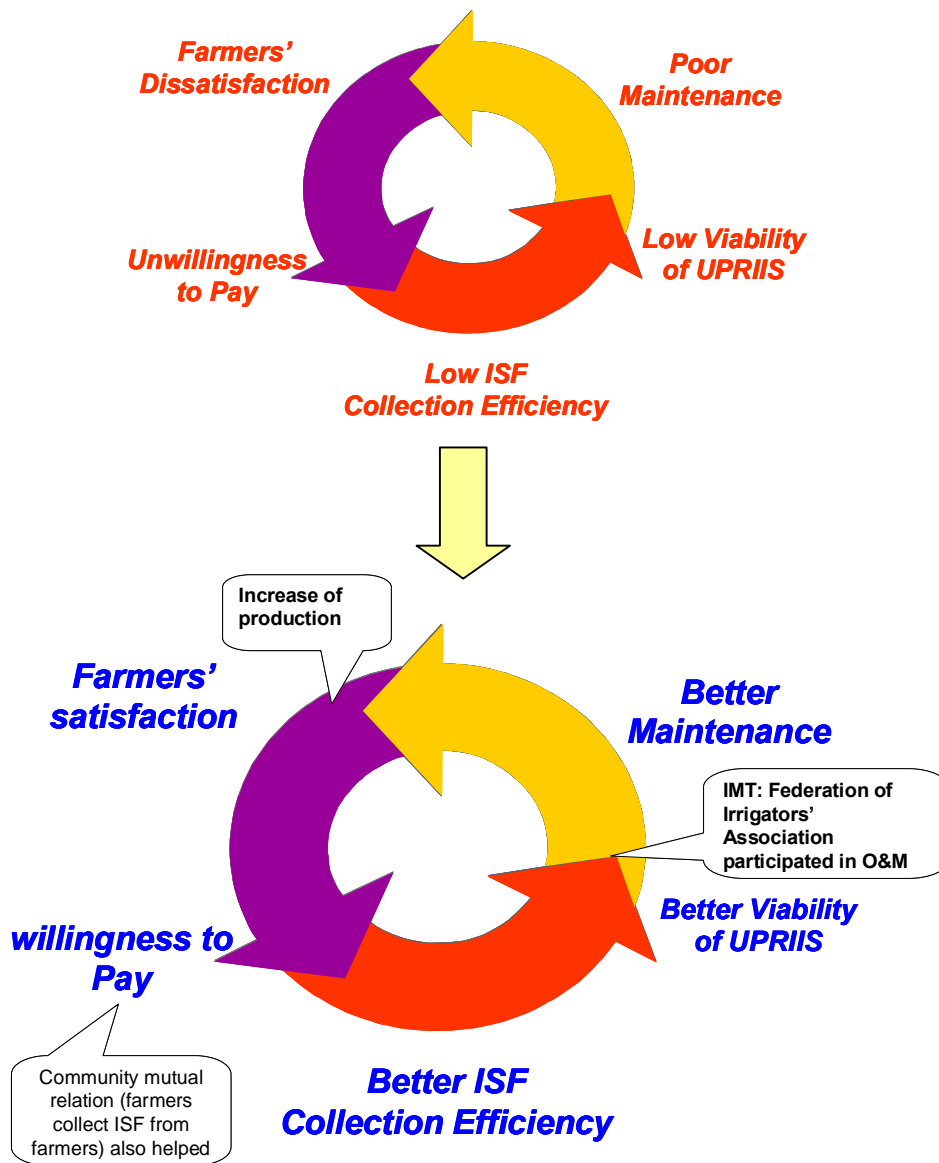 Farmers'
Dissatisfaction
Poor
Maintenance
Unwillingness
to Pay
Low Viability
of UPRIIS
Low ISF
Collection Efficiency
Increase of
production
Farmers'
satisfaction
Better
Maintenance
IMT: Federation of
Irrigators'
Association
participated in O&M
willingness to
Pay
Better Viability
of UPRIIS
Community mutual
relation (farmers
collect ISF from
farmers) also helped
Better ISF
Collection Efficiency